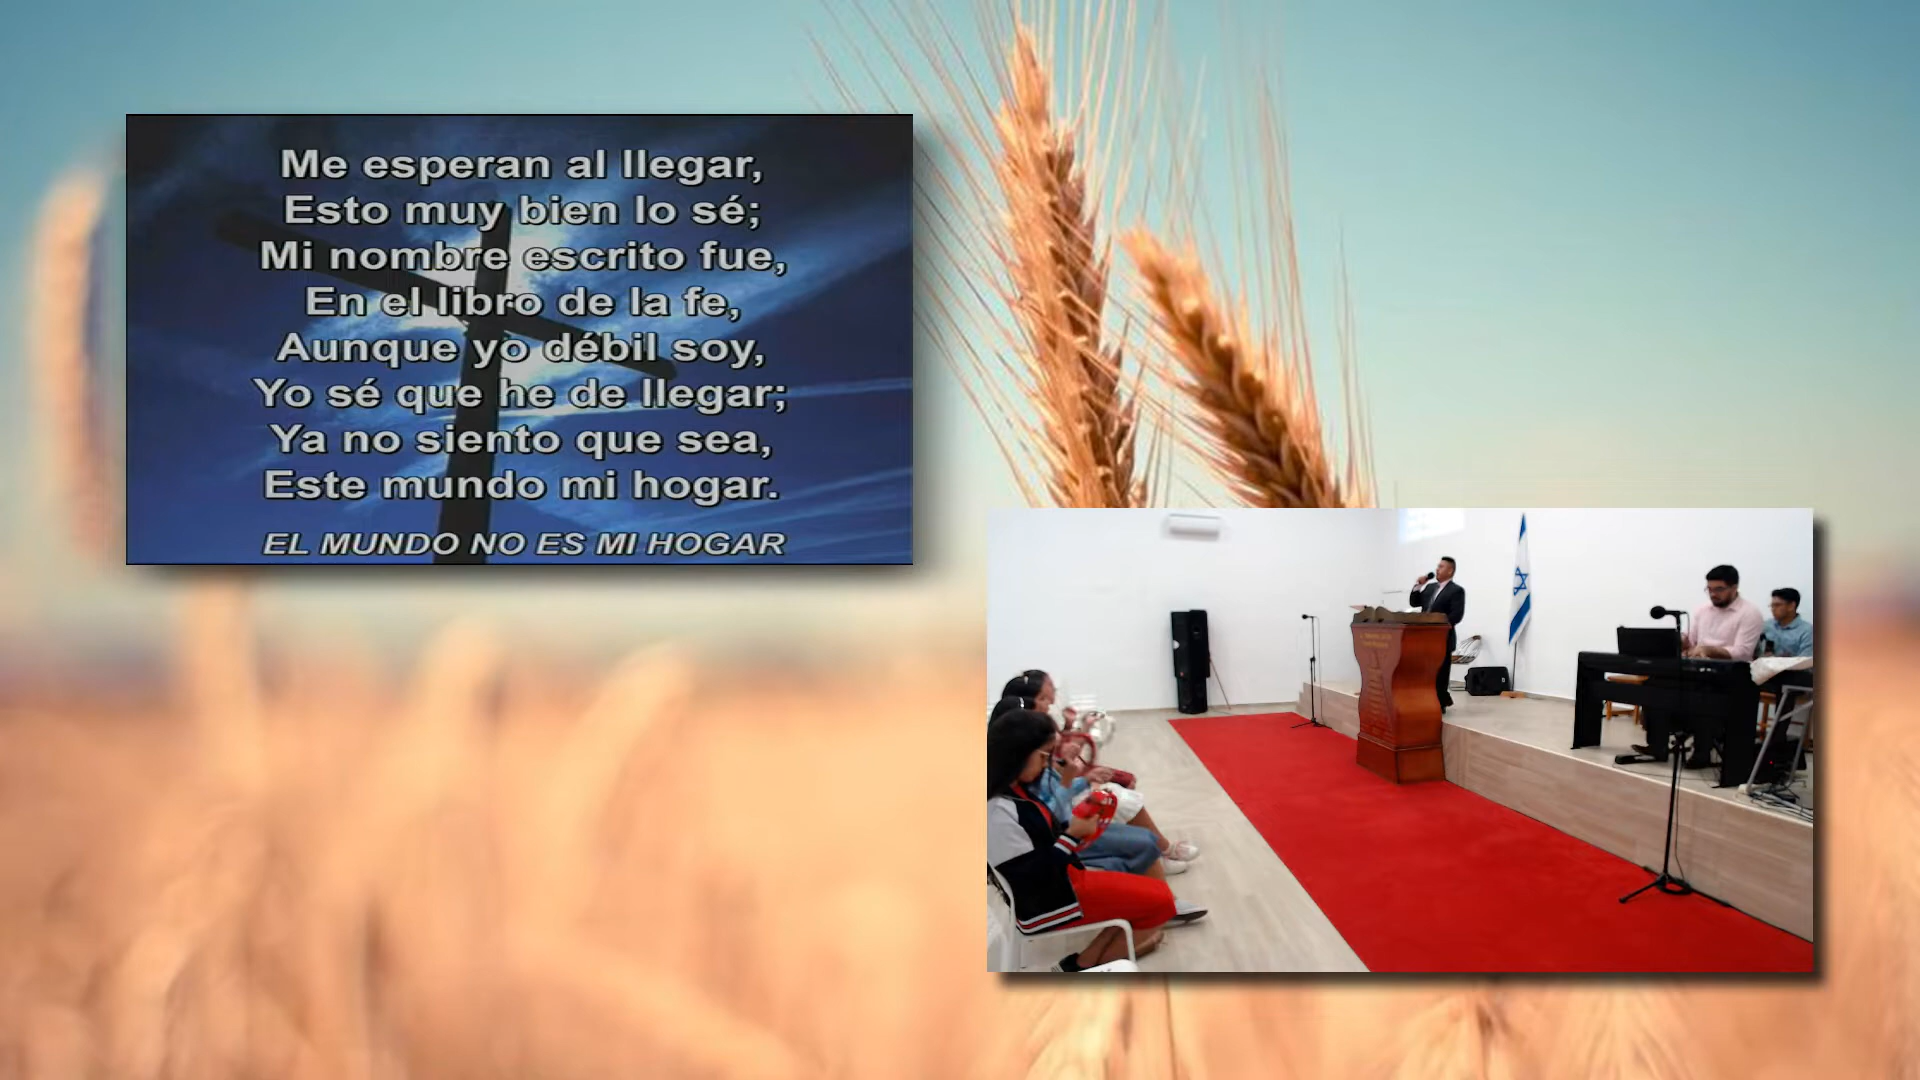 Me esperan al llegar,
Esto muy bien lo sé;
Mi nombre escrito fue,
En el libro de la fe,
Aunque yo débil soy,
Yo sé que he de llegar;
Ya no siento que sea,
Este mundo mi hogar.
EL MUNDO NO ES MI HOGAR